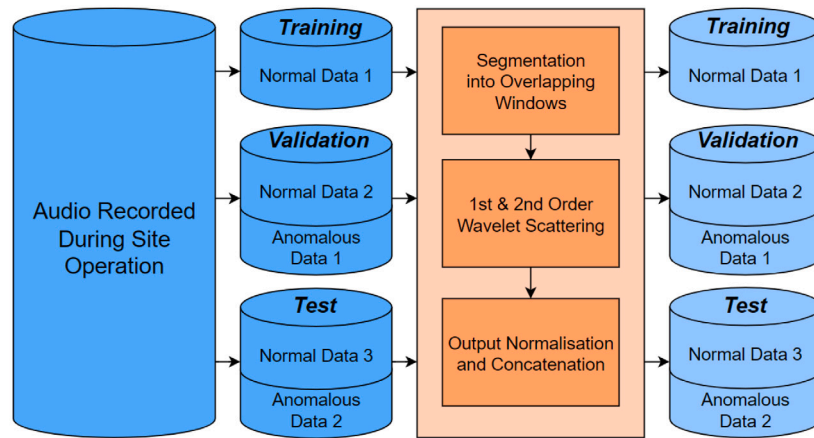 Audio Recorded
During Site
Operation
Training
Normal Data 1
Validation
Normal Data 2
Anomalous
Data 1
Test
Normal Data 3
Anomalous
Data 2
Segmentation
into Overlapping
Windows
1st & 2nd Order
Wavelet Scattering
Output Normalisation
and Concatenation
Training
Normal Data 1
Validation
Normal Data 2
Anomalous
Data 1
Test
Normal Data 3
Anomalous
Data 2